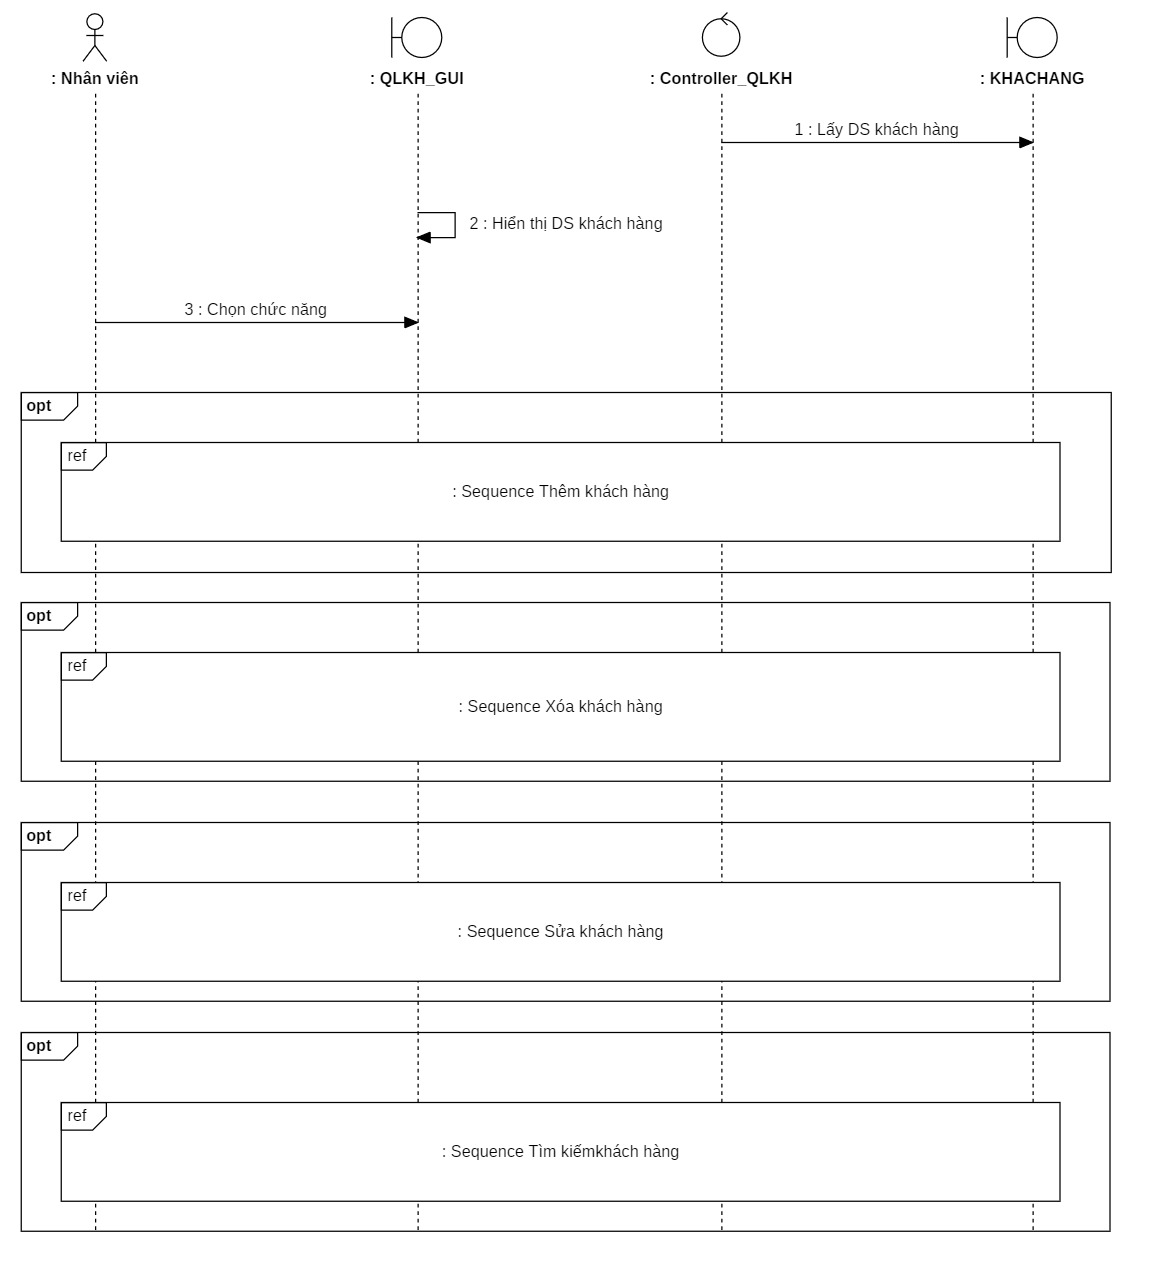 : Nhân viên
: QLKH_GUI
: Controller_QLKH
: KHACHANG
1 : Lấy DS khách hàng
2 : Hiển thị DS khách hàng
3 : Chọn chức năng
opt
ref
: Sequence Thêm khách hàng
opt
ref
: Sequence Xóa khách hàng
opt
ref
: Sequence Sửa khách hàng
opt
ref
: Sequence Tìm kiếmkhách hàng